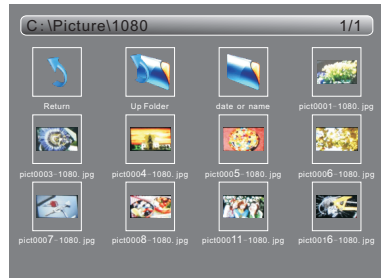 C:\Picture\1080 1/1
Return Up Folder date or name pict0001-1080. jpg
pict0003-1080. jpg pict0004-1080. jpg pict0005-1080. jpg pict0006-1080. jpg
pict0007-1080. jpg pict0008-1080. jpg pict00011-1080. jpg pict0016-1080. jpg